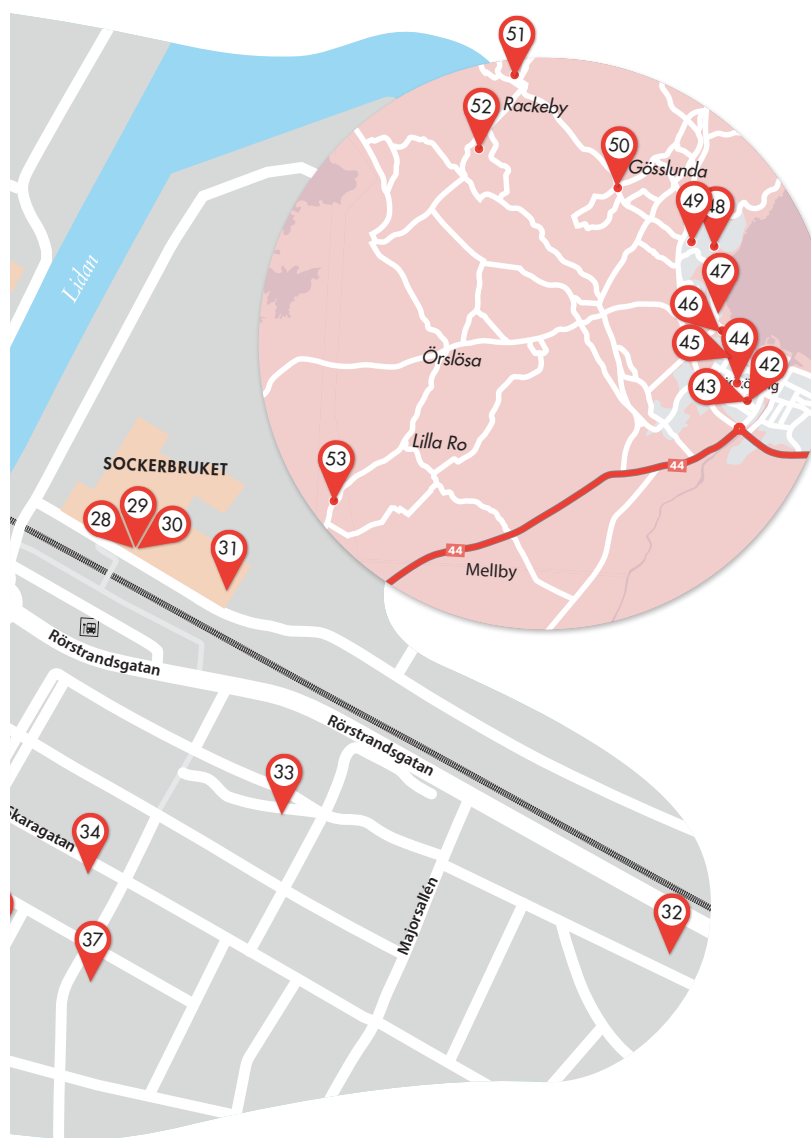 51
52
Rackeby
50
Gösslunda
49
48
47
Lidan
46
44
45
Örslösa
42
43
Lilla Ro
SOCKERBRUKET
53
44
29
28
30
31
44
Mellby
Rörstrandsgatan
Rörstrandsgatan
33
Skaragatan
34
Majorsallén
32
37